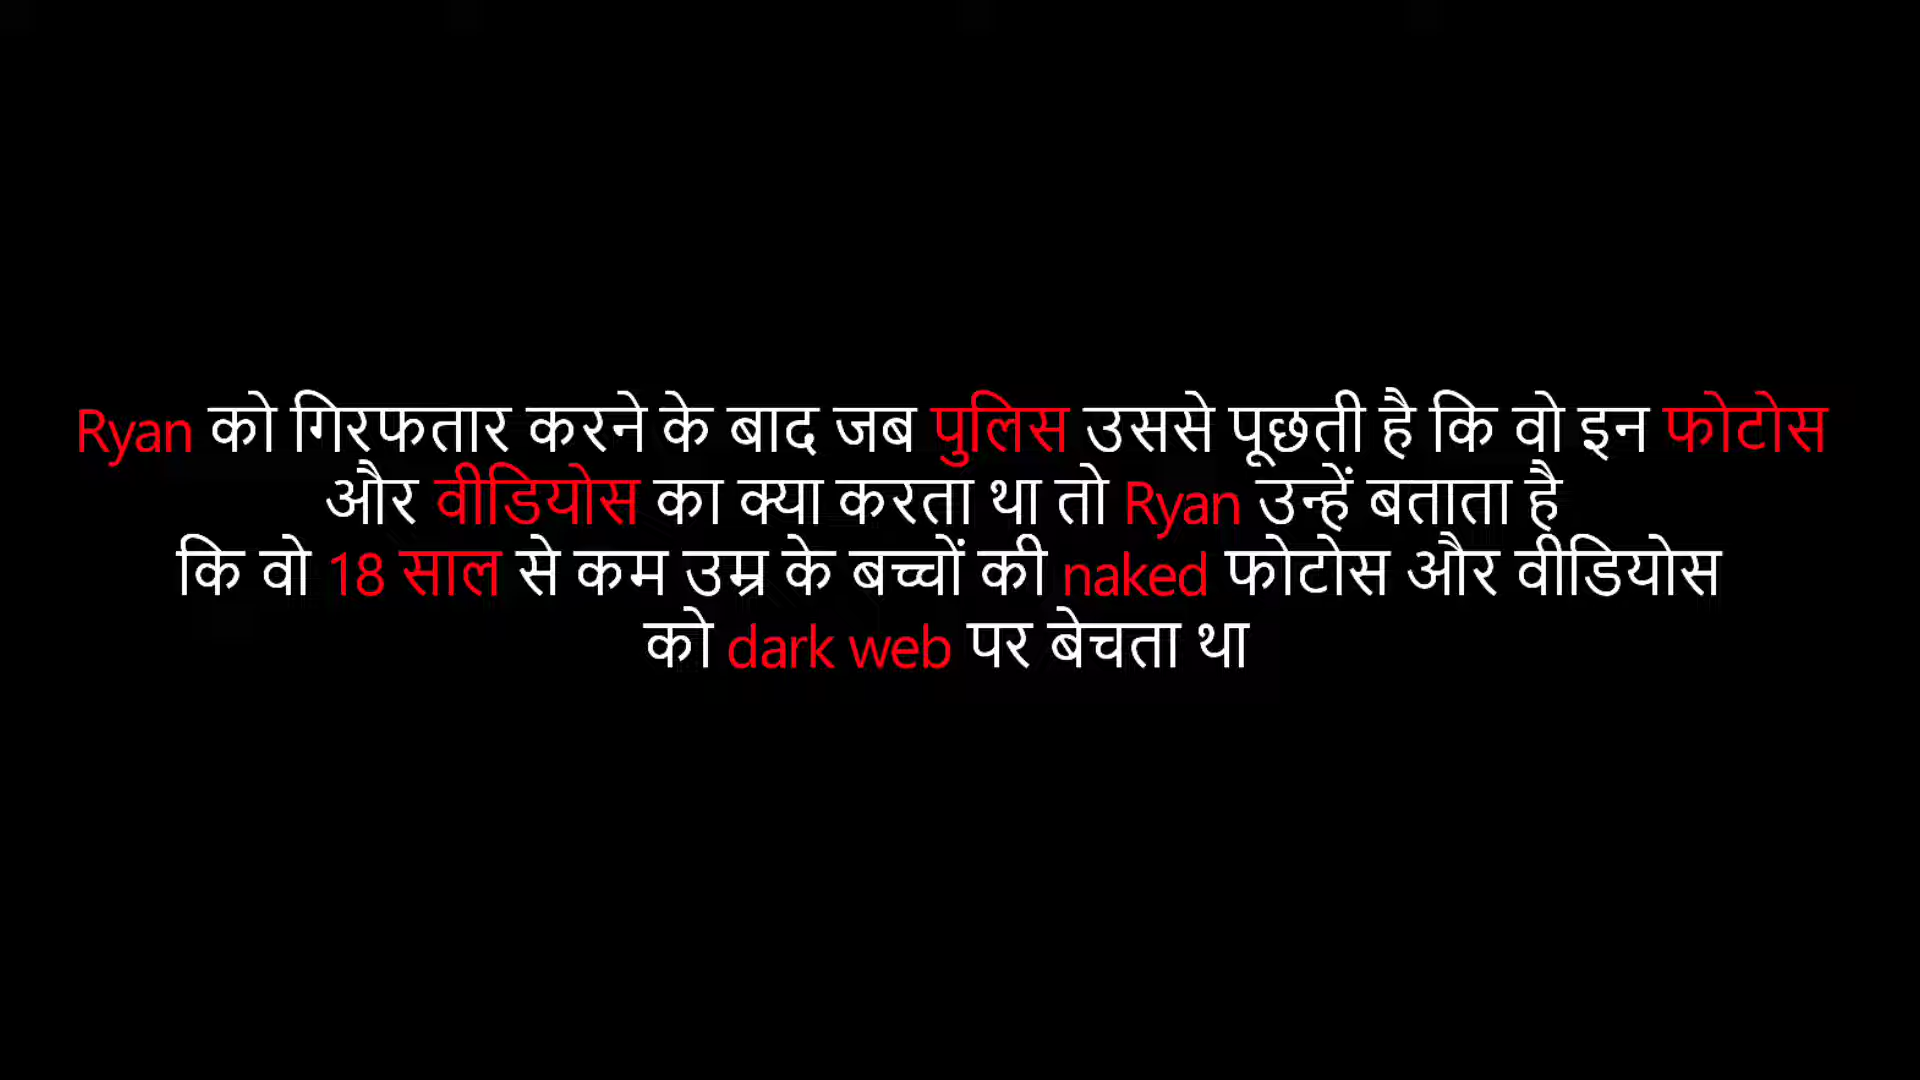 Ryan को गिरफतार करने के बाद जब पुलिस उससे पूछती है कि वो इन फोटोस
और वीडियोस का क्या करता था तो Ryan उन्हें बताता है
कि वो 18 साल से कम उम्र के बच्चों की naked फोटोस और वीडियोस
को dark web पर बेचता था